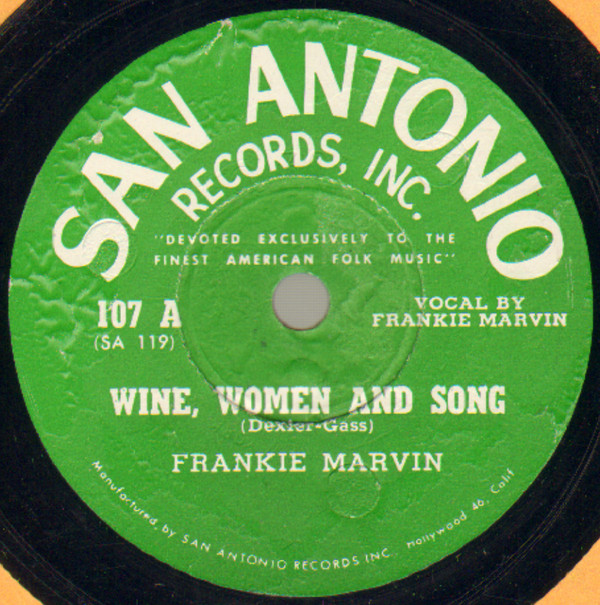 SAN ANTONIO
RECORDS, INC.
"DEVOTED EXCLUSIVELY TO THE
FINEST AMERICAN FOLK MUSIC"
107 A
(SA 119)
VOCAL BY
FRANKIE MARVIN
WINE, WOMEN AND SONG
(Dexter-Gass)
FRANKIE MARVIN
Manufactured by SAN ANTONIO RECORDS INC. Hollywood 46, Calif